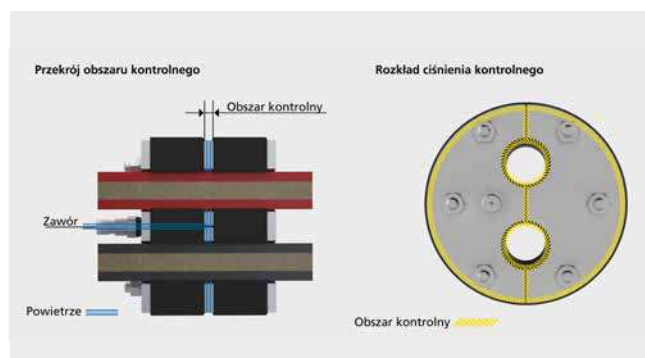 Przekrój obszaru kontrolnego
Obszar kontrolny
Zawór
Powietrze
Rozkład ciśnienia kontrolnego
Obszar kontrolny